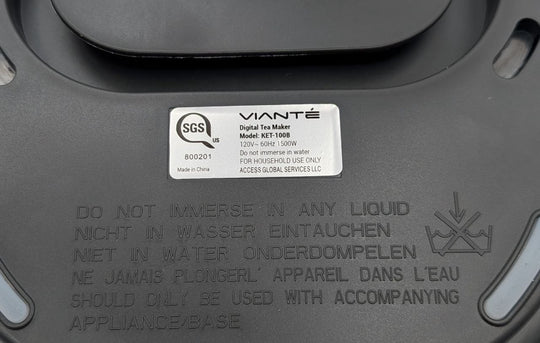 SGS
US
800201
Made in China
VIANTÉ
Digital Tea Maker
Model: KET-100B
120V~ 60Hz 1500W
Do not immerse in water
FOR HOUSEHOLD USE ONLY
ACCESS GLOBAL SERVICES LLC
DO NOT IMMERSE IN ANY LIQUID
NICHT IN WASSER EINTAUCHEN
NIET IN WATER ONDERDOMPELEN
NE JAMAIS PLONGERL' APPAREIL DANS L'EAU
SHOULD ONLY BE USED WITH ACCOMPANYING
APPLIANCE/BASE